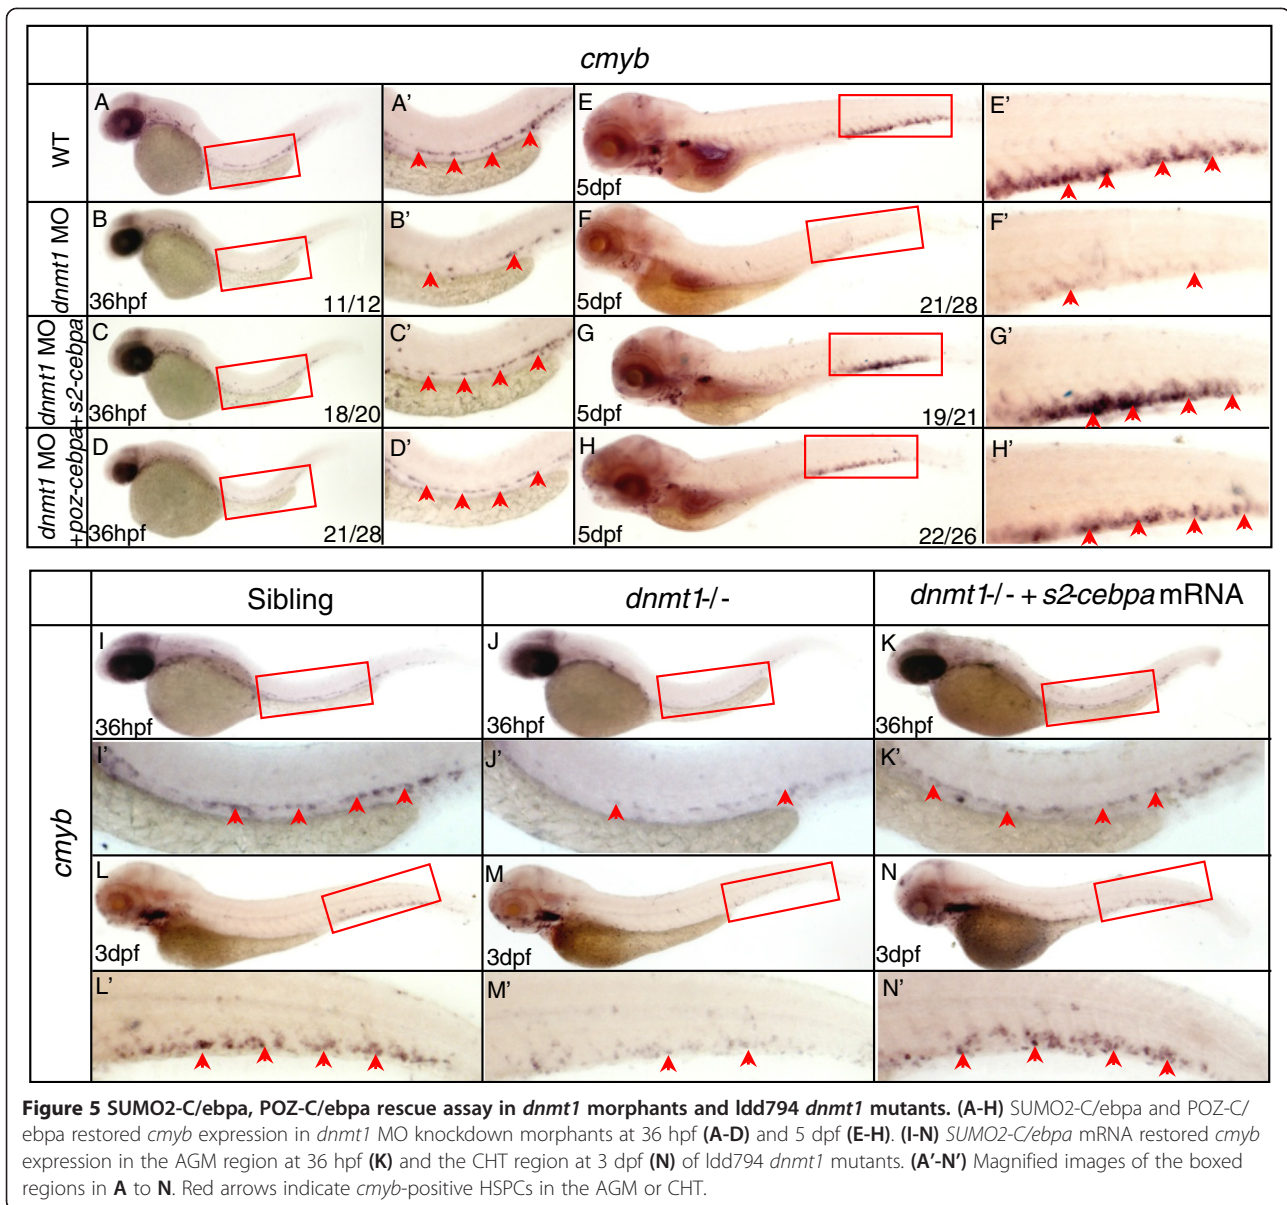 cmyb
WT
A
A'
E
5dpf
E'
dnmt1 MO
B
36hpf
11/12
B'
F
5dpf
21/28
F'
dnmt1 MO
+s2-cebpa
C
36hpf
18/20
C'
G
5dpf
19/21
G'
dnmt1 MO
+poz-cebpa
D
36hpf
21/28
D'
H
5dpf
22/26
H'
Sibling
dnmt1-/-
dnmt1-/- + s2-cebpa mRNA
cmyb
I
36hpf
J
36hpf
K
36hpf
I'
J'
K'
L
3dpf
M
3dpf
N
3dpf
L'
M'
N'
Figure 5 SUMO2-C/ebpa, POZ-C/ebpa rescue assay in dnmt1 morphants and ldd794 dnmt1 mutants. (A-H) SUMO2-C/ebpa and POZ-C/
ebpa restored cmyb expression in dnmt1 MO knockdown morphants at 36 hpf (A-D) and 5 dpf (E-H). (I-N) SUMO2-C/ebpa mRNA restored cmyb
expression in the AGM region at 36 hpf (K) and the CHT region at 3 dpf (N) of ldd794 dnmt1 mutants. (A'-N') Magnified images of the boxed
regions in A to N. Red arrows indicate cmyb-positive HSPCs in the AGM or CHT.